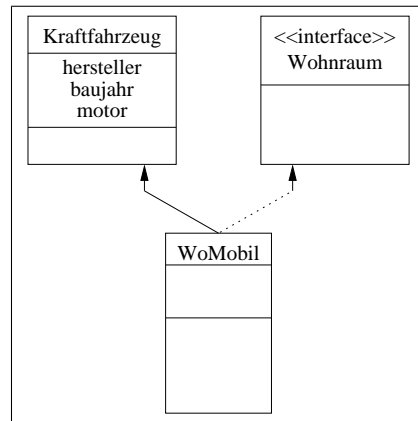 Kraftfahrzeug
hersteller
baujahr
motor
<<interface>>
Wohnraum
WoMobil